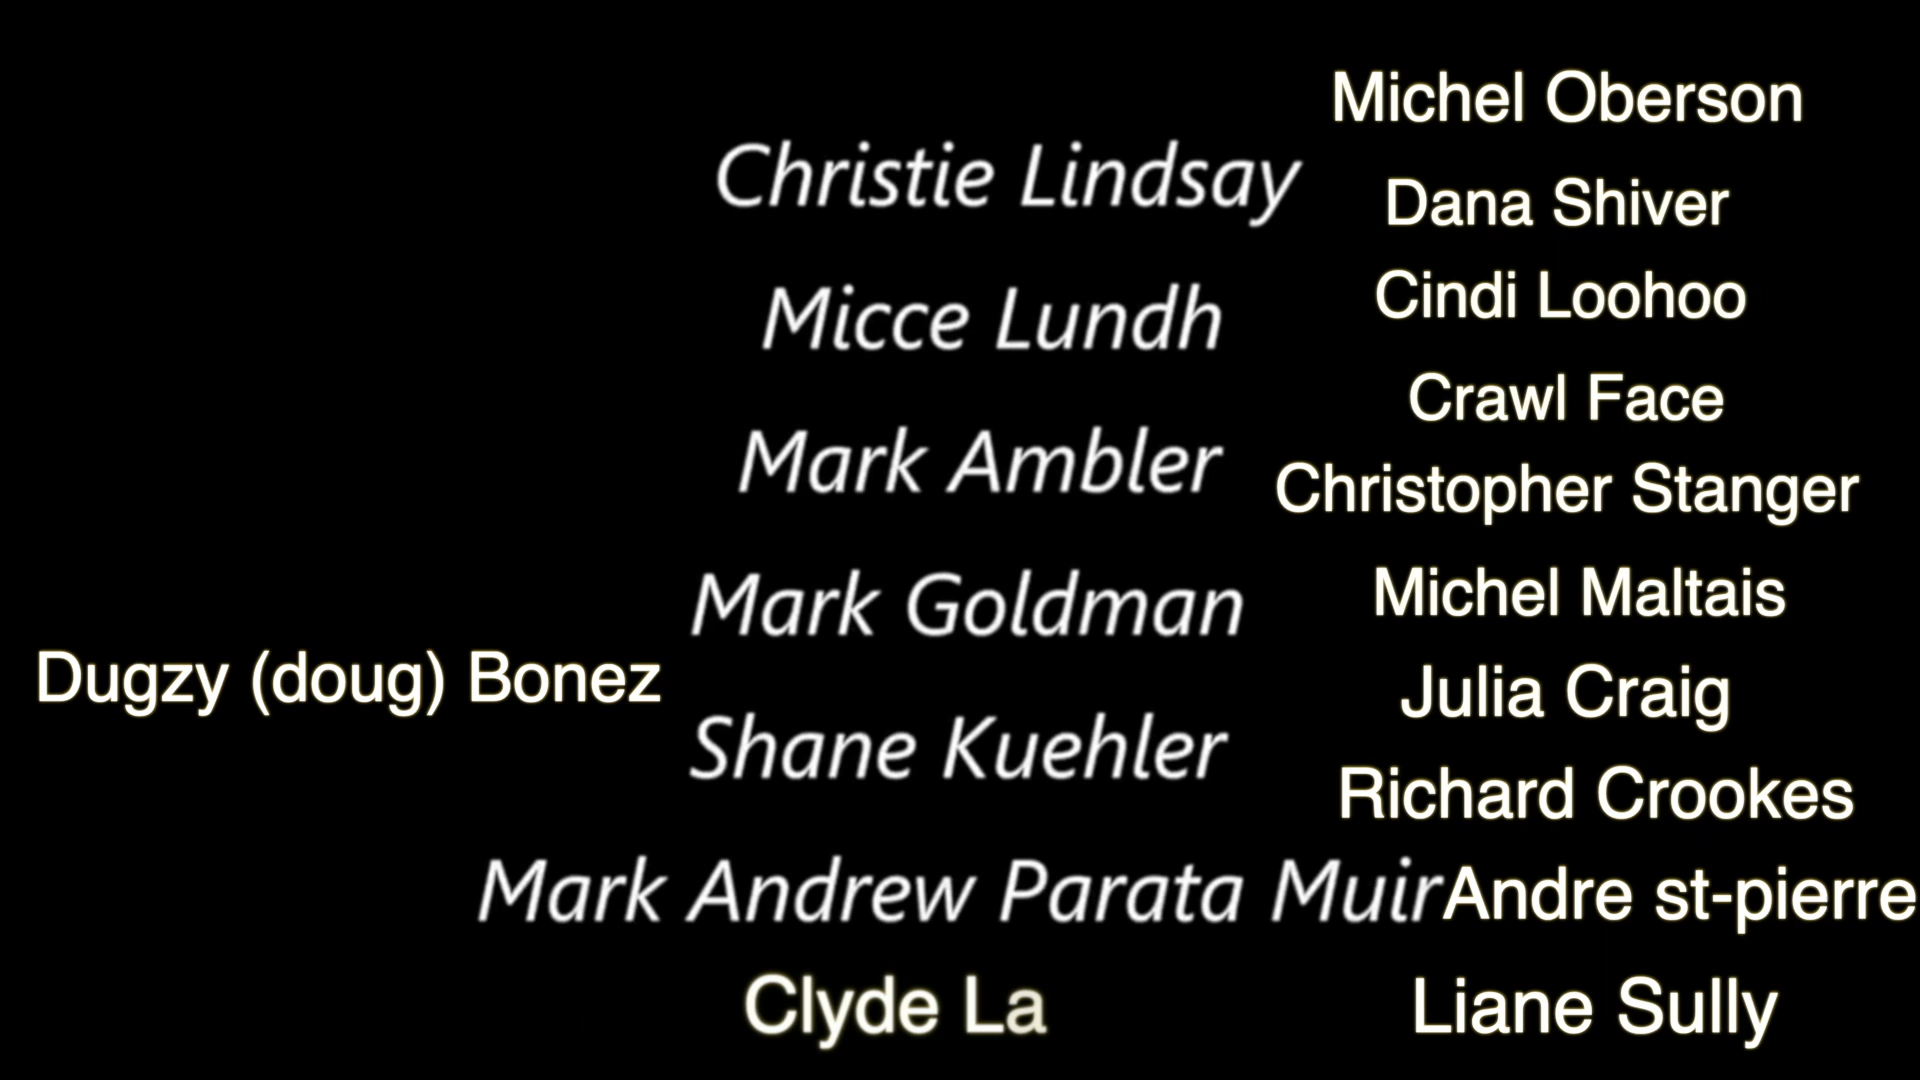 Dugzy (doug) Bonez
Christie Lindsay
Micce Lundh
Mark Ambler
Mark Goldman
Shane Kuehler
Mark Andrew Parata Muir
Clyde La
Michel Oberson
Dana Shiver
Cindi Loohoo
Crawl Face
Christopher Stanger
Michel Maltais
Julia Craig
Richard Crookes
Andre st-pierre
Liane Sully